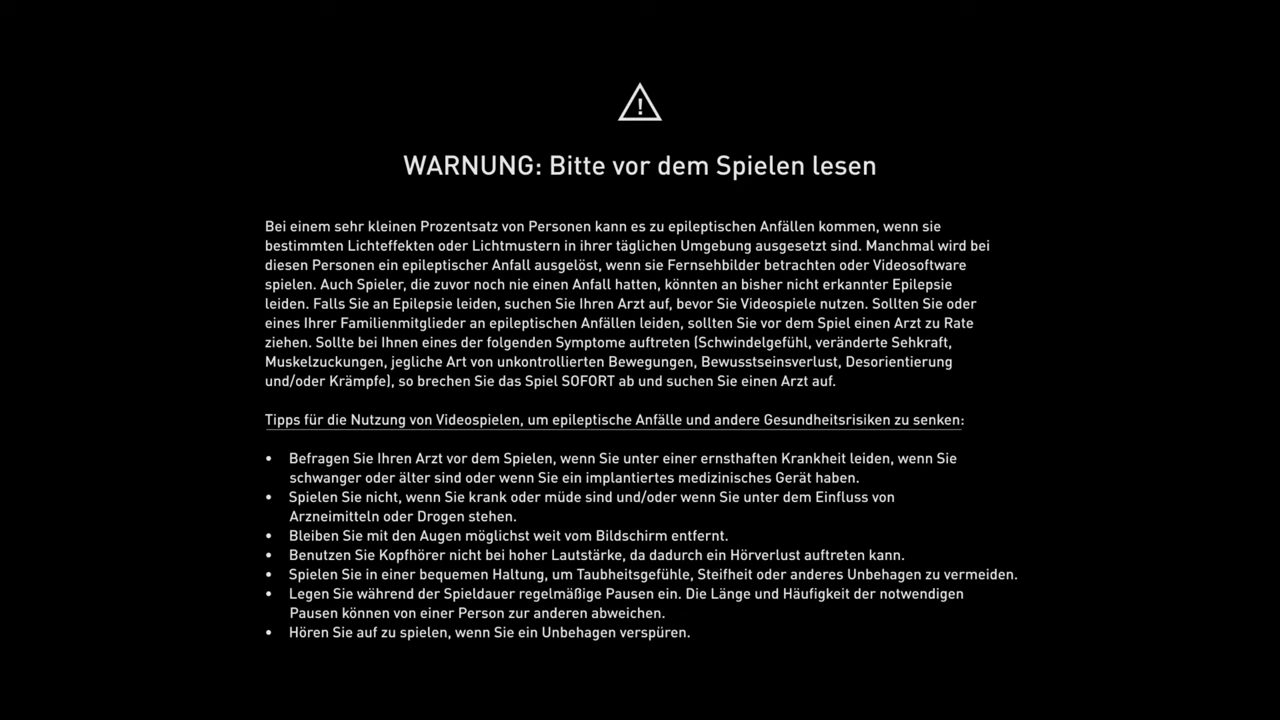 WARNUNG: Bitte vor dem Spielen lesen
Bei einem sehr kleinen Prozentsatz von Personen kann es zu epileptischen Anfällen kommen, wenn sie
bestimmten Lichteffekten oder Lichtmustern in ihrer täglichen Umgebung ausgesetzt sind. Manchmal wird bei
diesen Personen ein epileptischer Anfall ausgelöst, wenn sie Fernsehbilder betrachten oder Videosoftware
spielen. Auch Spieler, die zuvor noch nie einen Anfall hatten, könnten an bisher nicht erkannter Epilepsie
leiden. Falls Sie an Epilepsie leiden, suchen Sie Ihren Arzt auf, bevor Sie Videospiele nutzen. Sollten Sie oder
eines Ihrer Familienmitglieder an epileptischen Anfällen leiden, sollten Sie vor dem Spiel einen Arzt zu Rate
ziehen. Sollte bei Ihnen eines der folgenden Symptome auftreten (Schwindelgefühl, veränderte Sehkraft,
Muskelzuckungen, jegliche Art von unkontrollierten Bewegungen, Bewusstseinsverlust, Desorientierung
und/oder Krämpfe), so brechen Sie das Spiel SOFORT ab und suchen Sie einen Arzt auf.
Tipps für die Nutzung von Videospielen, um epileptische Anfälle und andere Gesundheitsrisiken zu senken:
• Befragen Sie Ihren Arzt vor dem Spielen, wenn Sie unter einer ernsthaften Krankheit leiden, wenn Sie
schwanger oder älter sind oder wenn Sie ein implantiertes medizinisches Gerät haben.
• Spielen Sie nicht, wenn Sie krank oder müde sind und/oder wenn Sie unter dem Einfluss von
Arzneimitteln oder Drogen stehen.
• Bleiben Sie mit den Augen möglichst weit vom Bildschirm entfernt.
• Benutzen Sie Kopfhörer nicht bei hoher Lautstärke, da dadurch ein Hörverlust auftreten kann.
• Spielen Sie in einer bequemen Haltung, um Taubheitsgefühle, Steifheit oder anderes Unbehagen zu vermeiden.
• Legen Sie während der Spieldauer regelmäßige Pausen ein. Die Länge und Häufigkeit der notwendigen
Pausen können von einer Person zur anderen abweichen.
• Hören Sie auf zu spielen, wenn Sie ein Unbehagen verspüren.